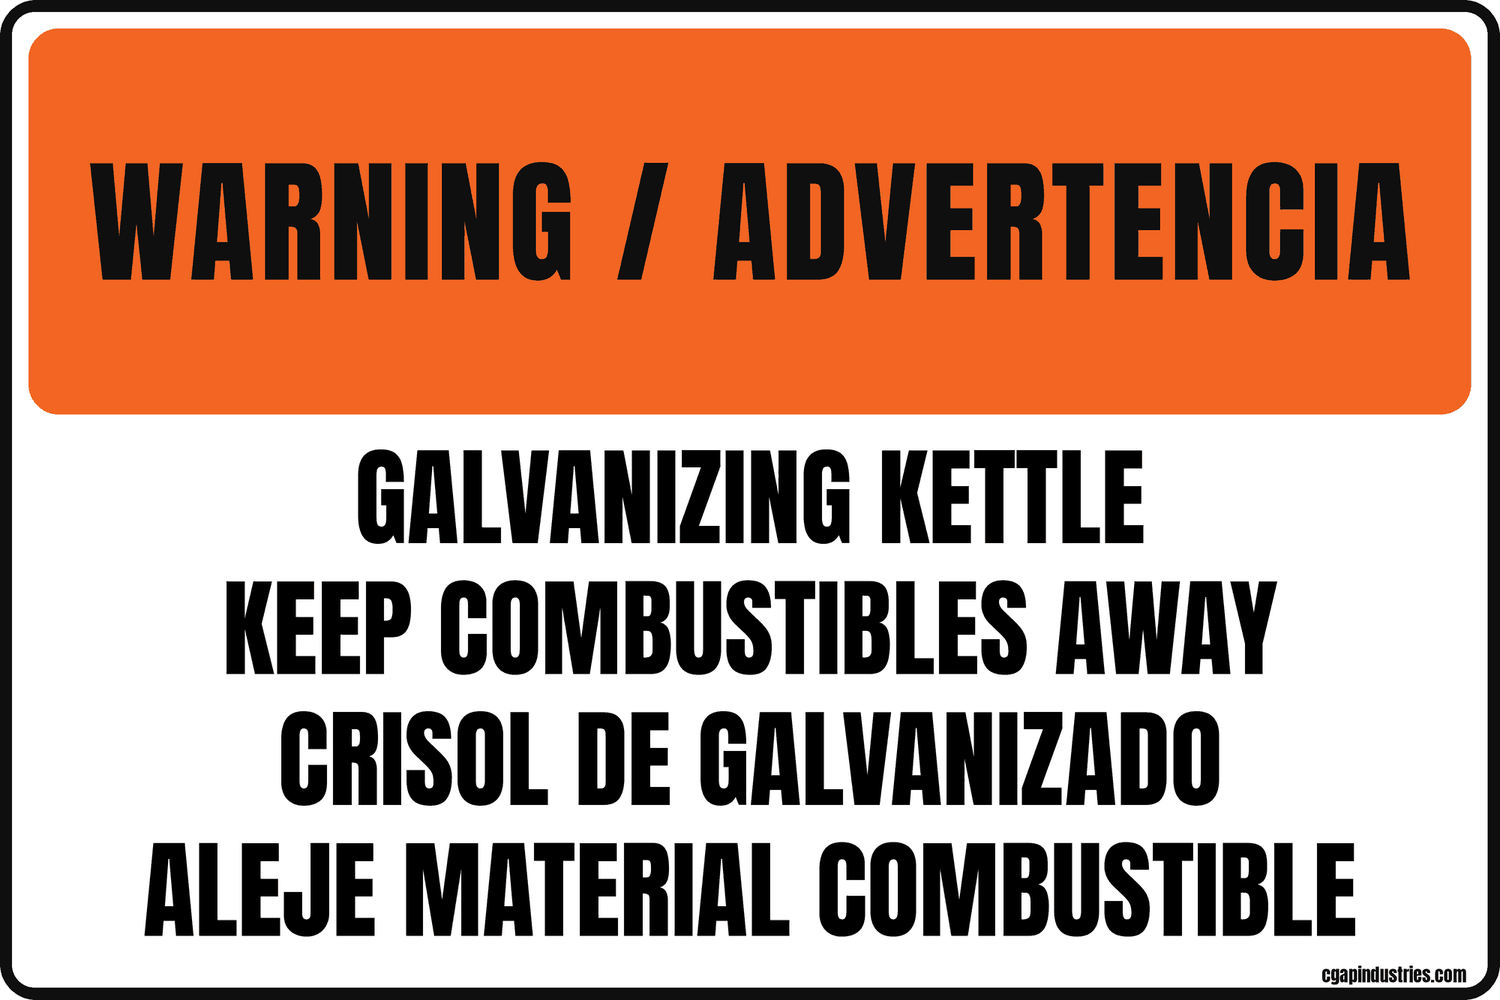 WARNING / ADVERTENCIA
GALVANIZING KETTLE
KEEP COMBUSTIBLES AWAY
CRISOL DE GALVANIZADO
ALEJE MATERIAL COMBUSTIBLE
cgapindustries.com